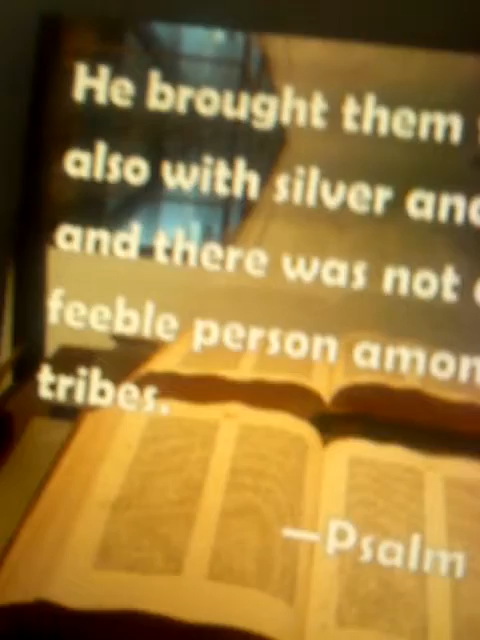 He brought them
also with silver and
and there was not
feeble person amon
tribes.
—Psalm